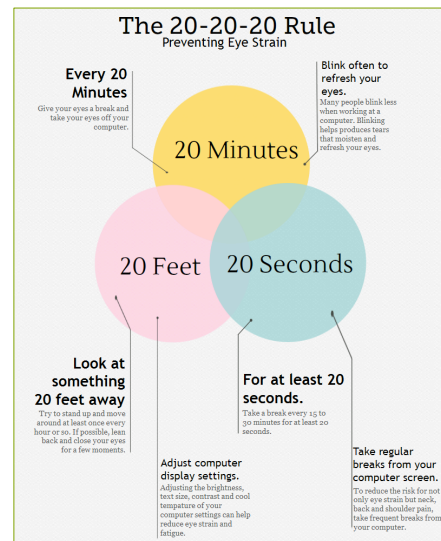 The 20-20-20 Rule
Preventing Eye Strain
Every 20
Minutes
Give your eyes a break and
take your eyes off your
computer.
Blink often to
refresh your
eyes.
Many people blink less
when working at a
computer. Blinking
helps produces tears
that moisten and
refresh your eyes.
20 Minutes
20 Feet
20 Seconds
Look at
something
20 feet away
Try to stand up and move
around at least once every
hour or so. If possible, lean
back and close your eyes
for a few moments.
For at least 20
seconds.
Take a break every 15 to
30 minutes for at least 20
seconds.
Adjust computer
display settings.
Adjusting the brightness,
text size, contrast and cool
tempature of your
computer settings can help
reduce eye strain and
fatigue.
Take regular
breaks from your
computer screen.
To reduce the risk for not
only eye strain but neck,
back and shoulder pain,
take frequent breaks from
your computer.